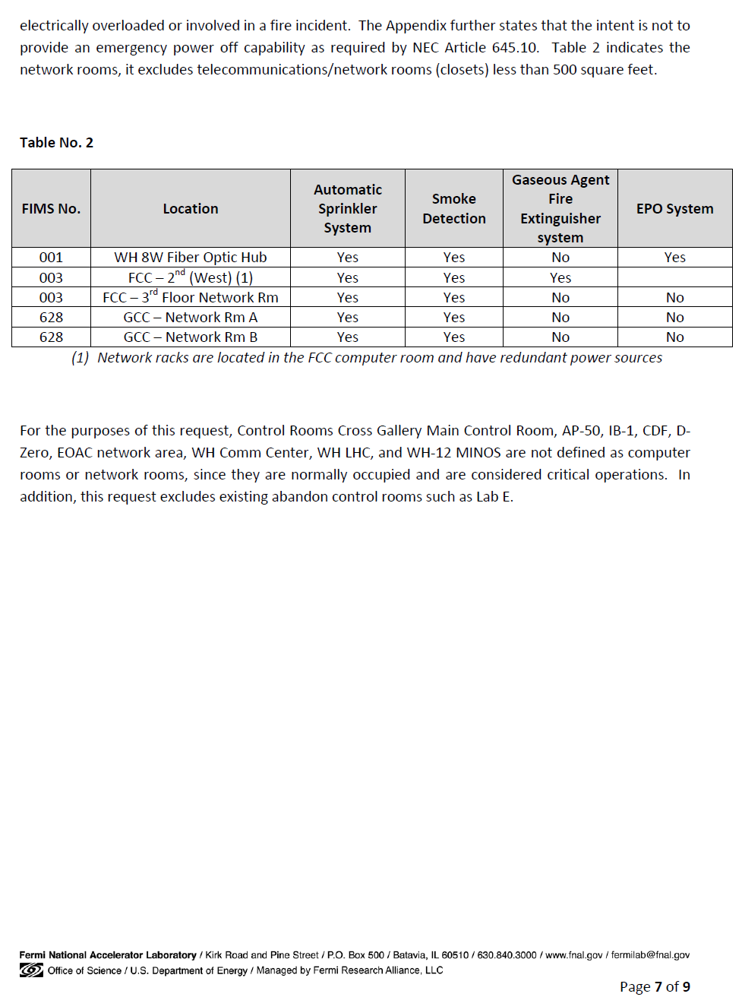 electrically overloaded or involved in a fire incident.  The Appendix further states that the intent is not to
provide an emergency power off capability as required by NEC Article 645.10.  Table 2 indicates the
network rooms, it excludes telecommunications/network rooms (closets) less than 500 square feet.
Table No. 2
FIMS No. Location Automatic Sprinkler System Smoke Detection Gaseous Agent Fire Extinguisher system EPO System
001 WH 8W Fiber Optic Hub Yes Yes No Yes
003 FCC – 2nd (West) (1) Yes Yes Yes
003 FCC – 3rd Floor Network Rm Yes Yes No No
628 GCC – Network Rm A Yes Yes No No
628 GCC – Network Rm B Yes Yes No No
(1) Network racks are located in the FCC computer room and have redundant power sources
For the purposes of this request, Control Rooms Cross Gallery Main Control Room, AP-50, IB-1, CDF, D-
Zero, EOAC network area, WH Comm Center, WH LHC, and WH-12 MINOS are not defined as computer
rooms or network rooms, since they are normally occupied and are considered critical operations.  In
addition, this request excludes existing abandon control rooms such as Lab E.
Fermi National Accelerator Laboratory / Kirk Road and Pine Street / P.O. Box 500 / Batavia, IL 60510 / 630.840.3000 / www.fnal.gov / fermilab@fnal.gov
Office of Science / U.S. Department of Energy / Managed by Fermi Research Alliance, LLC
Page 7 of 9